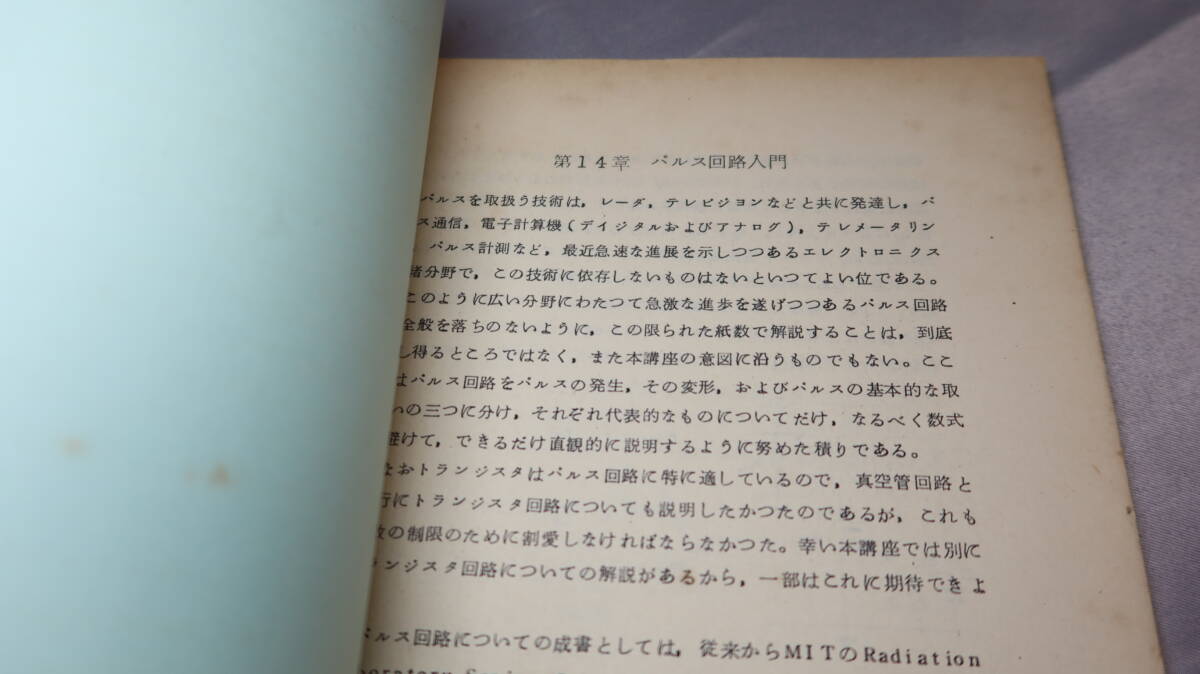 第14章 パルス回路入門
パルスを取扱う技術は，レーダ，テレビジヨンなどと共に発達し，パ
ス通信，電子計算機（デイジタルおよびアナログ），テレメータリン
，パルス計測など，最近急速な進展を示しつつあるエレクトロニクス
諸分野で，この技術に依存しないものはないといつてよい位である。
このように広い分野にわたつて急激な進歩を遂げつつあるパルス回路
全般を落ちのないように，この限られた紙数で解説することは，到底
し得るところではなく，また本講座の意図に沿うものでもない。ここ
はパルス回路をパルスの発生，その変形，およびパルスの基本的な取
いの三つに分け，それぞれ代表的なものについてだけ，なるべく数式
避けて，できるだけ直観的に説明するように努めた積りである。
なおトランジスタはパルス回路に特に適しているので，真空管回路と
行にトランジスタ回路についても説明したかつたのであるが，これも
数の制限のために割愛しなければならなかつた。幸い本講座では別に
ランジスタ回路についての解説があるから，一部はこれに期待できよ
パルス回路についての成書としては，従来からMITのRadiation